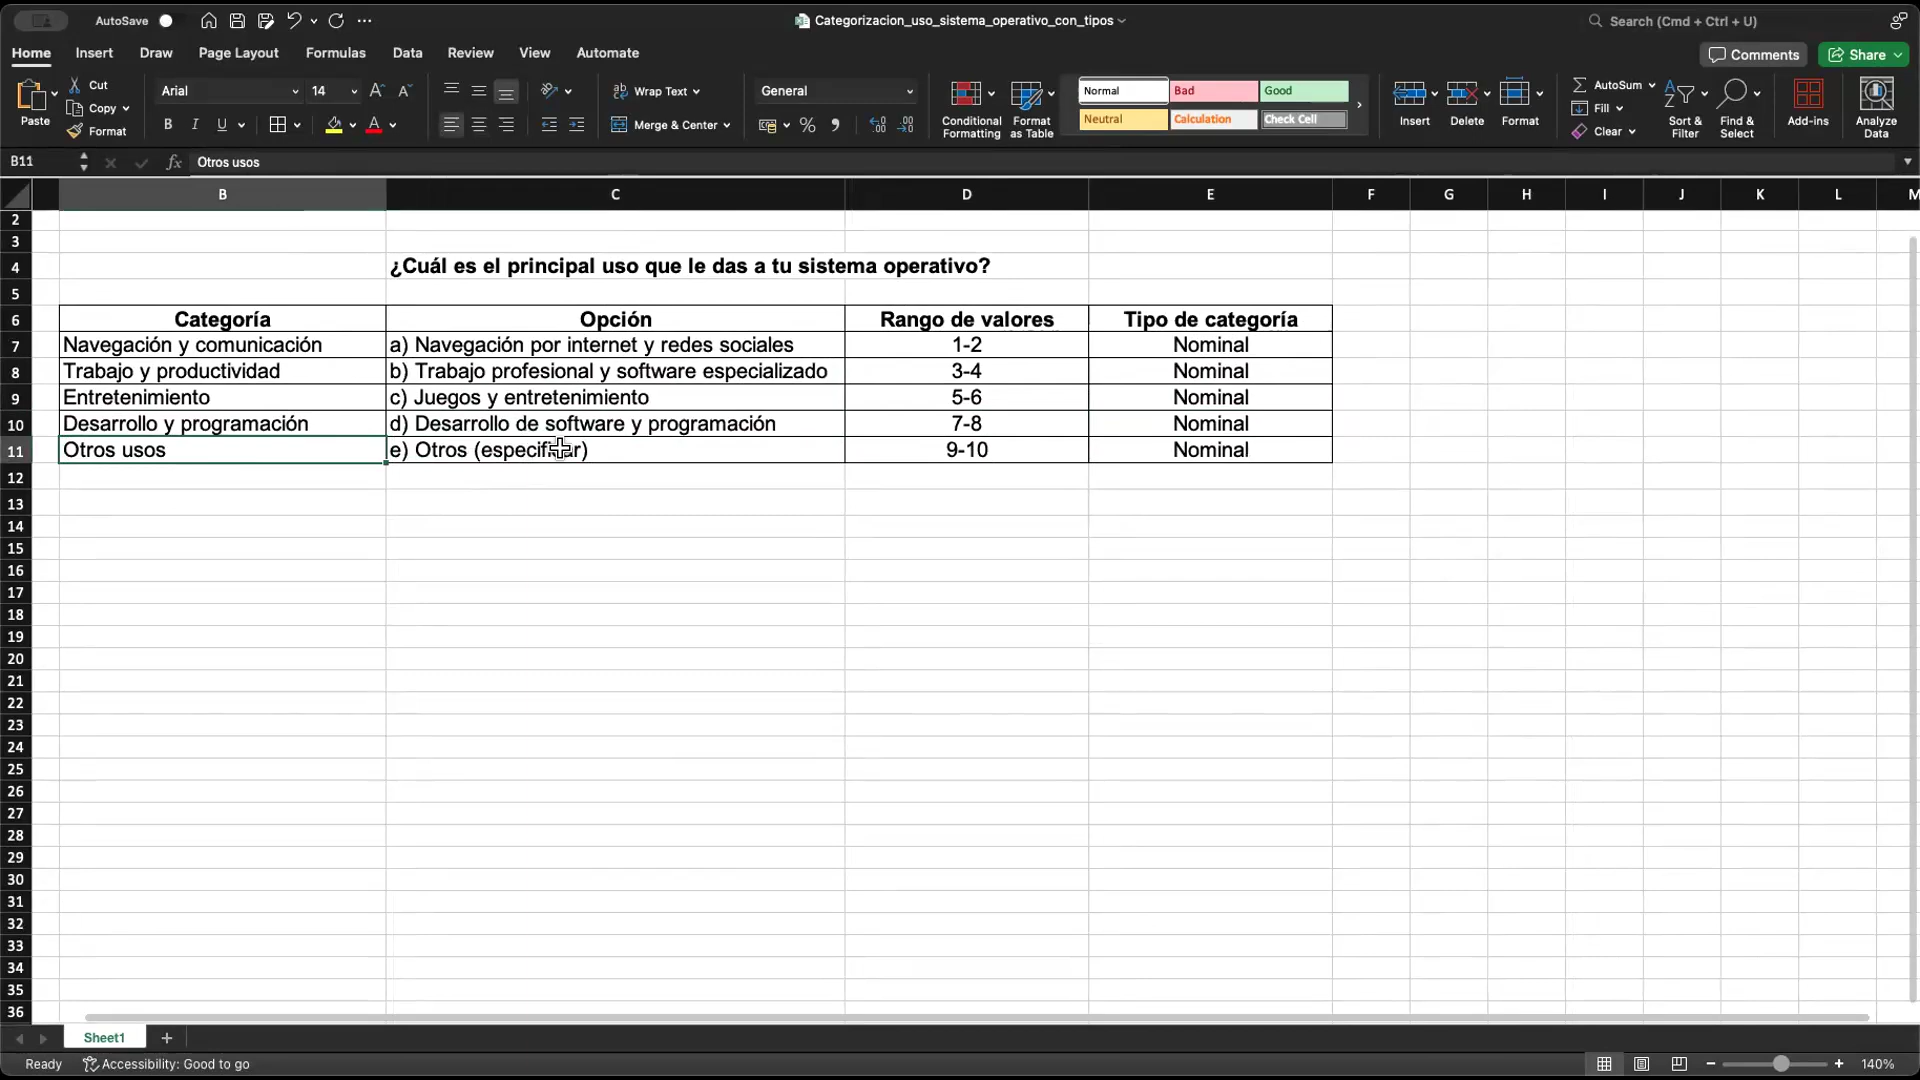 AutoSave
Categorizacion_uso_sistema_operativo_con_tipos
Search (Cmd + Ctrl + U)
Home Insert Draw Page Layout Formulas Data Review View Automate
Comments Share
Paste
Cut
Copy
Format
Arial 14
B I U
Wrap Text
Merge & Center
General
Conditional Formatting
Format as Table
Normal Bad Good
Neutral Calculation Check Cell
Insert Delete Format
AutoSum
Fill
Clear
Sort & Filter
Find & Select
Add-ins
Analyze Data
B11 fx Otros usos
B C D E F G H I J K L M
2
3
4 ¿Cuál es el principal uso que le das a tu sistema operativo?
5
6 Categoría Opción Rango de valores Tipo de categoría
7 Navegación y comunicación a) Navegación por internet y redes sociales 1-2 Nominal
8 Trabajo y productividad b) Trabajo profesional y software especializado 3-4 Nominal
9 Entretenimiento c) Juegos y entretenimiento 5-6 Nominal
10 Desarrollo y programación d) Desarrollo de software y programación 7-8 Nominal
11 Otros usos e) Otros (especificar) 9-10 Nominal
12
13
14
15
16
17
18
19
20
21
22
23
24
25
26
27
28
29
30
31
32
33
34
35
36
Sheet1
Ready Accessibility: Good to go 140%